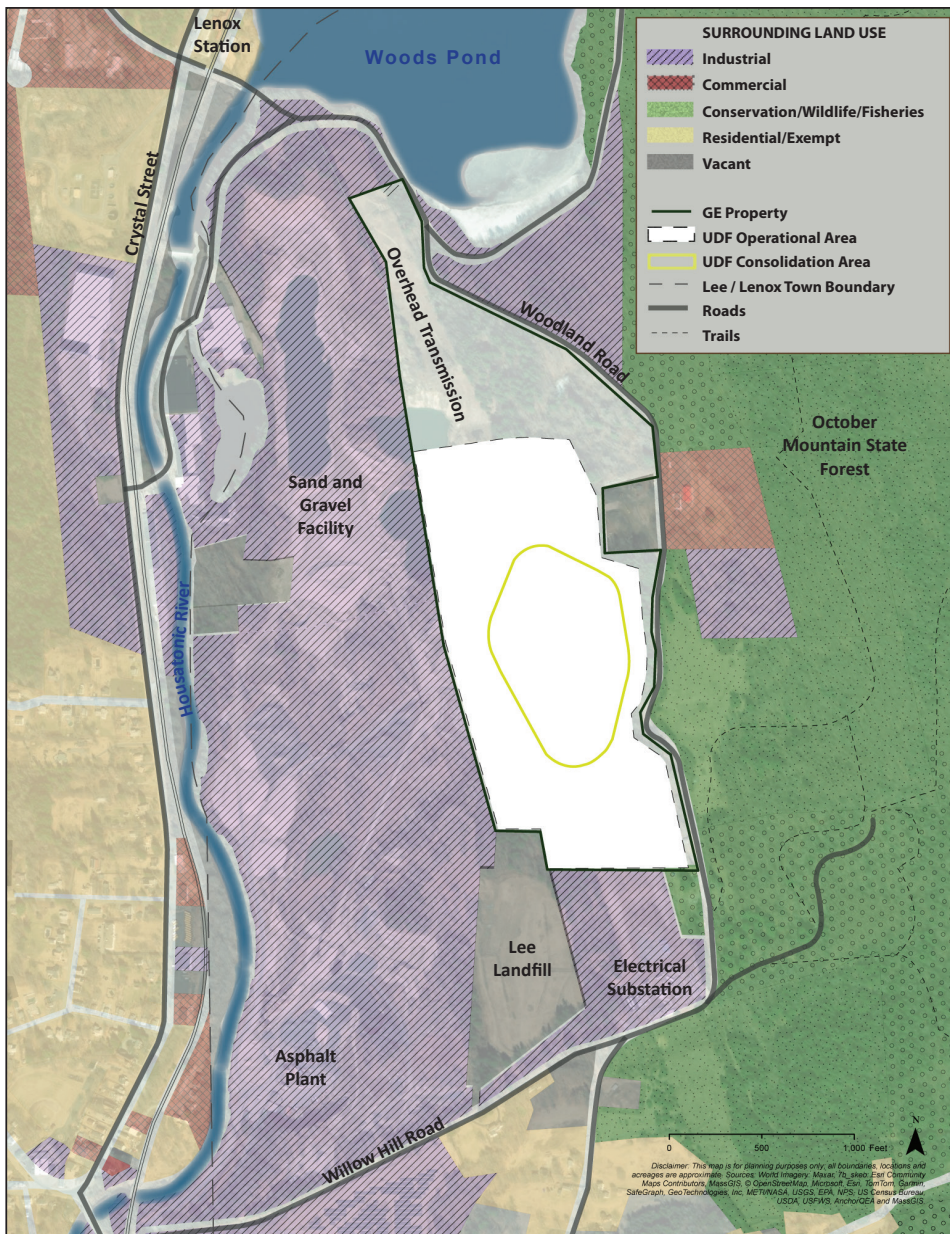 Lenox
Station
Woods Pond
Crystal Street
Overhead Transmission
Woodland Road
Sand and
Gravel
Facility
Housatonic River
October
Mountain State
Forest
Lee
Landfill
Electrical
Substation
Asphalt
Plant
Willow Hill Road
SURROUNDING LAND USE
Industrial
Commercial
Conservation/Wildlife/Fisheries
Residential/Exempt
Vacant
GE Property
UDF Operational Area
UDF Consolidation Area
Lee / Lenox Town Boundary
Roads
Trails
N
0 500 1,000 Feet
Disclaimer: This map is for planning purposes only; all boundaries, locations and
acreages are approximate. Sources: World Imagery: Maxar, 7b_skeo; Esri Community
Maps Contributors, MassGIS, © OpenStreetMap, Microsoft, Esri, TomTom, Garmin,
SafeGraph, GeoTechnologies, Inc, METI/NASA, USGS, EPA, NPS, US Census Bureau,
USDA, USFWS, AnchorQEA and MassGIS.